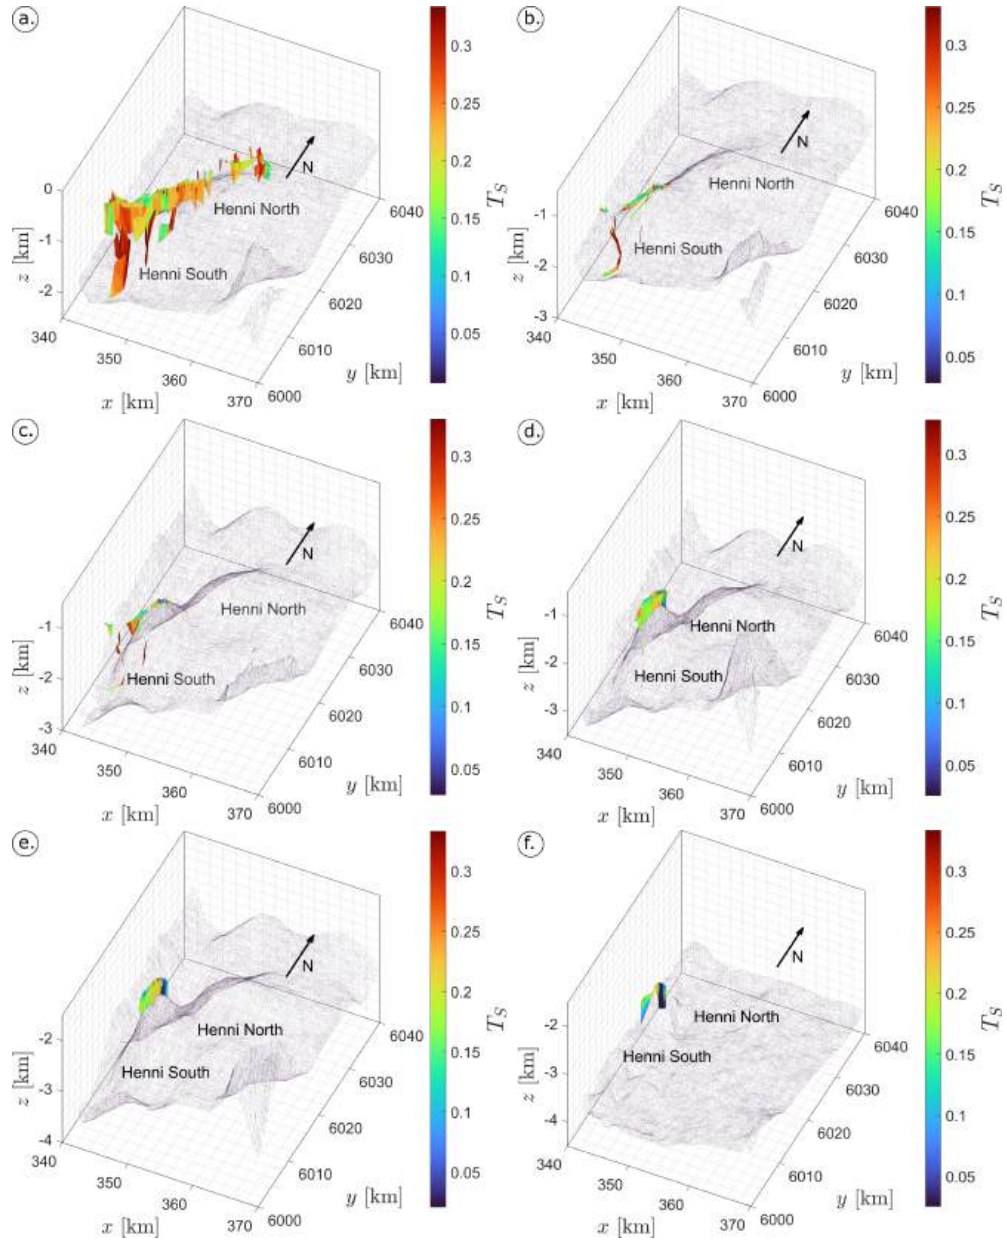 a.
0.3
0.25
0.2
0.15
0.1
0.05
T_S
N
Henni North
Henni South
0
-1
-2
z [km]
340
350
360
370
x [km]
6000
6010
6020
6030
6040
y [km]
b.
0.3
0.25
0.2
0.15
0.1
0.05
T_S
N
Henni North
Henni South
0
-1
-2
-3
z [km]
340
350
360
370
x [km]
6000
6010
6020
6030
6040
y [km]
c.
0.3
0.25
0.2
0.15
0.1
0.05
T_S
N
Henni North
Henni South
-1
-2
-3
z [km]
340
350
360
370
x [km]
6000
6010
6020
6030
6040
y [km]
d.
0.3
0.25
0.2
0.15
0.1
0.05
T_S
N
Henni North
Henni South
-1
-2
-3
z [km]
340
350
360
370
x [km]
6000
6010
6020
6030
6040
y [km]
e.
0.3
0.25
0.2
0.15
0.1
0.05
T_S
N
Henni North
Henni South
-2
-3
-4
z [km]
340
350
360
370
x [km]
6000
6010
6020
6030
6040
y [km]
f.
0.3
0.25
0.2
0.15
0.1
0.05
T_S
N
Henni North
Henni South
-2
-3
-4
z [km]
340
350
360
370
x [km]
6000
6010
6020
6030
6040
y [km]